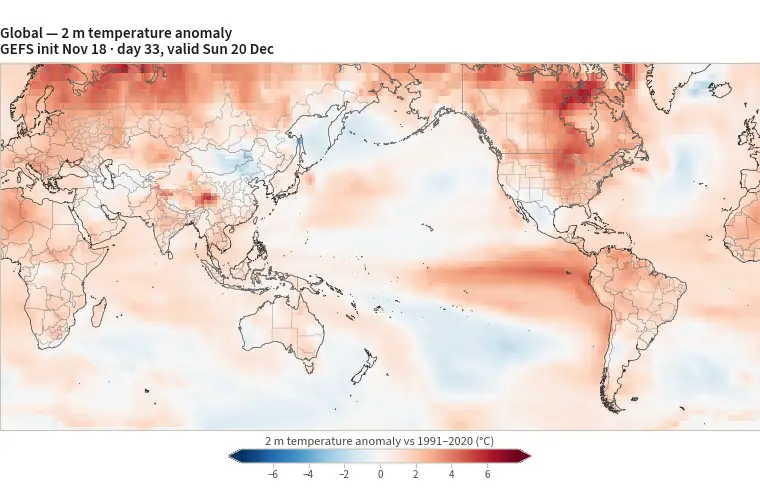 Global — 2 m temperature anomaly
GEFS init Nov 18 · day 33, valid Sun 20 Dec
2 m temperature anomaly vs 1991–2020 (°C)
−6 −4 −2 0 2 4 6